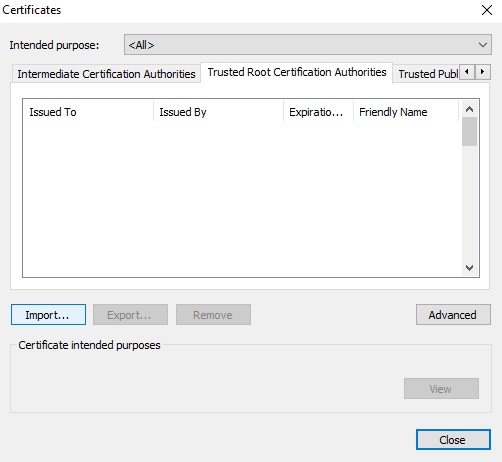 Certificates
Intended purpose: <All>
Intermediate Certification Authorities Trusted Root Certification Authorities Trusted Publ
Issued To Issued By Expiratio... Friendly Name
Import... Export... Remove Advanced
Certificate intended purposes
View
Close